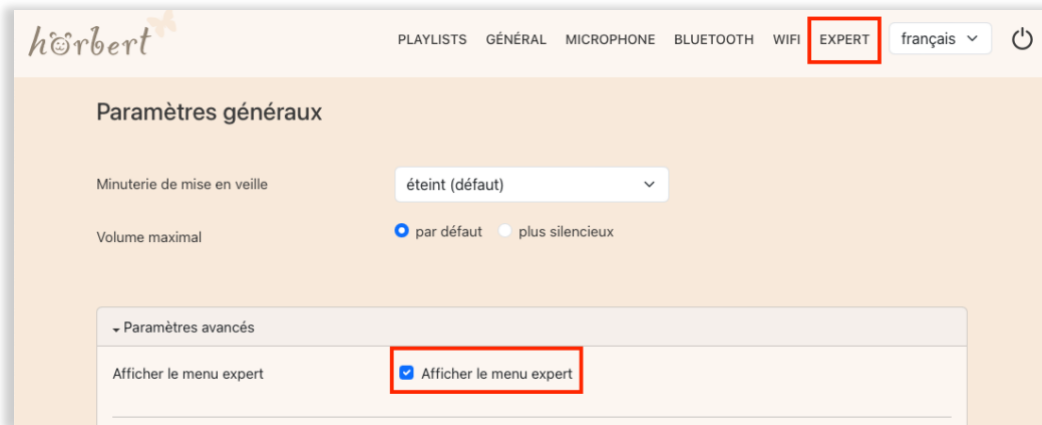 hörbert
PLAYLISTS GÉNÉRAL MICROPHONE BLUETOOTH WIFI EXPERT français
Paramètres généraux
Minuterie de mise en veille éteint (défaut)
Volume maximal par défaut plus silencieux
Paramètres avancés
Afficher le menu expert Afficher le menu expert